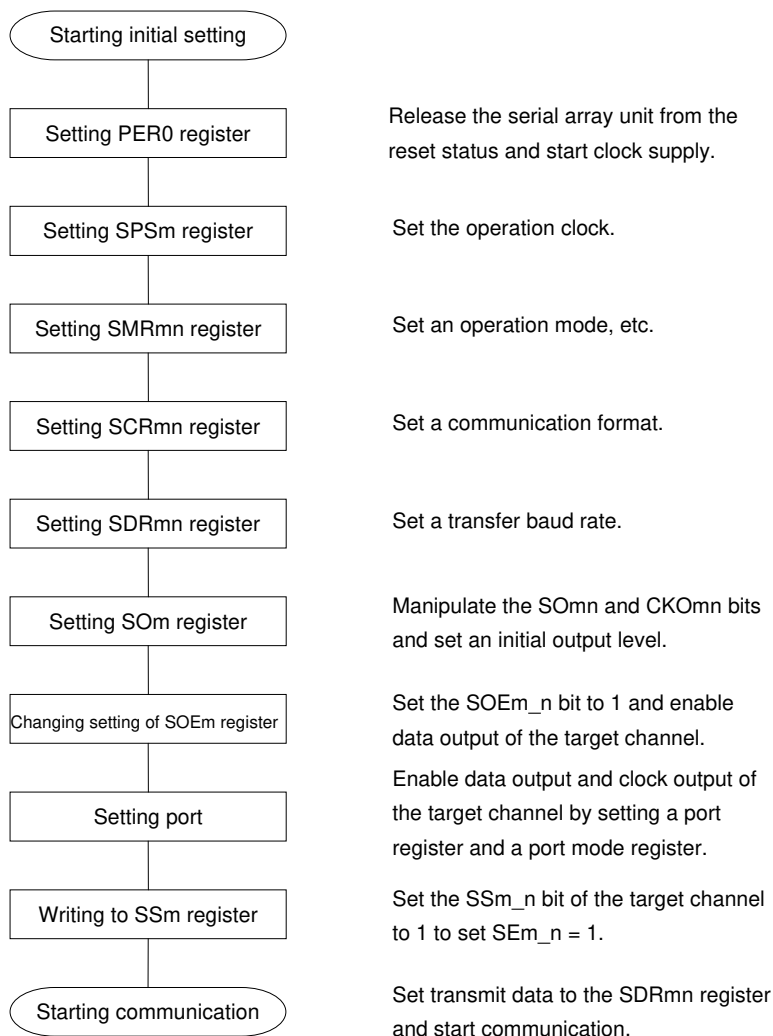 Starting initial setting
Setting PER0 register
Release the serial array unit from the
reset status and start clock supply.
Setting SPSm register
Set the operation clock.
Setting SMRmn register
Set an operation mode, etc.
Setting SCRmn register
Set a communication format.
Setting SDRmn register
Set a transfer baud rate.
Setting SOm register
Manipulate the SOmn and CKOmn bits
and set an initial output level.
Changing setting of SOEm register
Set the SOEm_n bit to 1 and enable
data output of the target channel.
Setting port
Enable data output and clock output of
the target channel by setting a port
register and a port mode register.
Writing to SSm register
Set the SSm_n bit of the target channel
to 1 to set SEm_n = 1.
Starting communication
Set transmit data to the SDRmn register
and start communication.